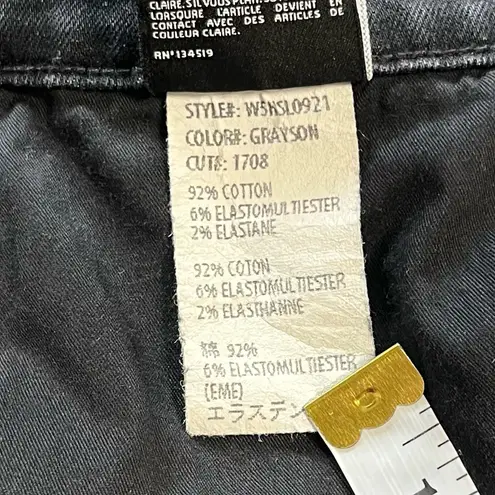 CLAIRE. S'IL VOUS PLAÎT
LORSQUE L'ARTICLE DEVIENT EN
CONTACT AVEC DES ARTICLES DE
COULEUR CLAIRE.
RN°134519
STYLE#: W5HSL0921
COLOR#: GRAYSON
CUT#: 1708
92% COTTON
6% ELASTOMULTIESTER
2% ELASTANE
92% COTON
6% ELASTOMULTIESTER
2% ELASTHANNE
綿 92%
6% ELASTOMULTIESTER
(EME)
エラステン